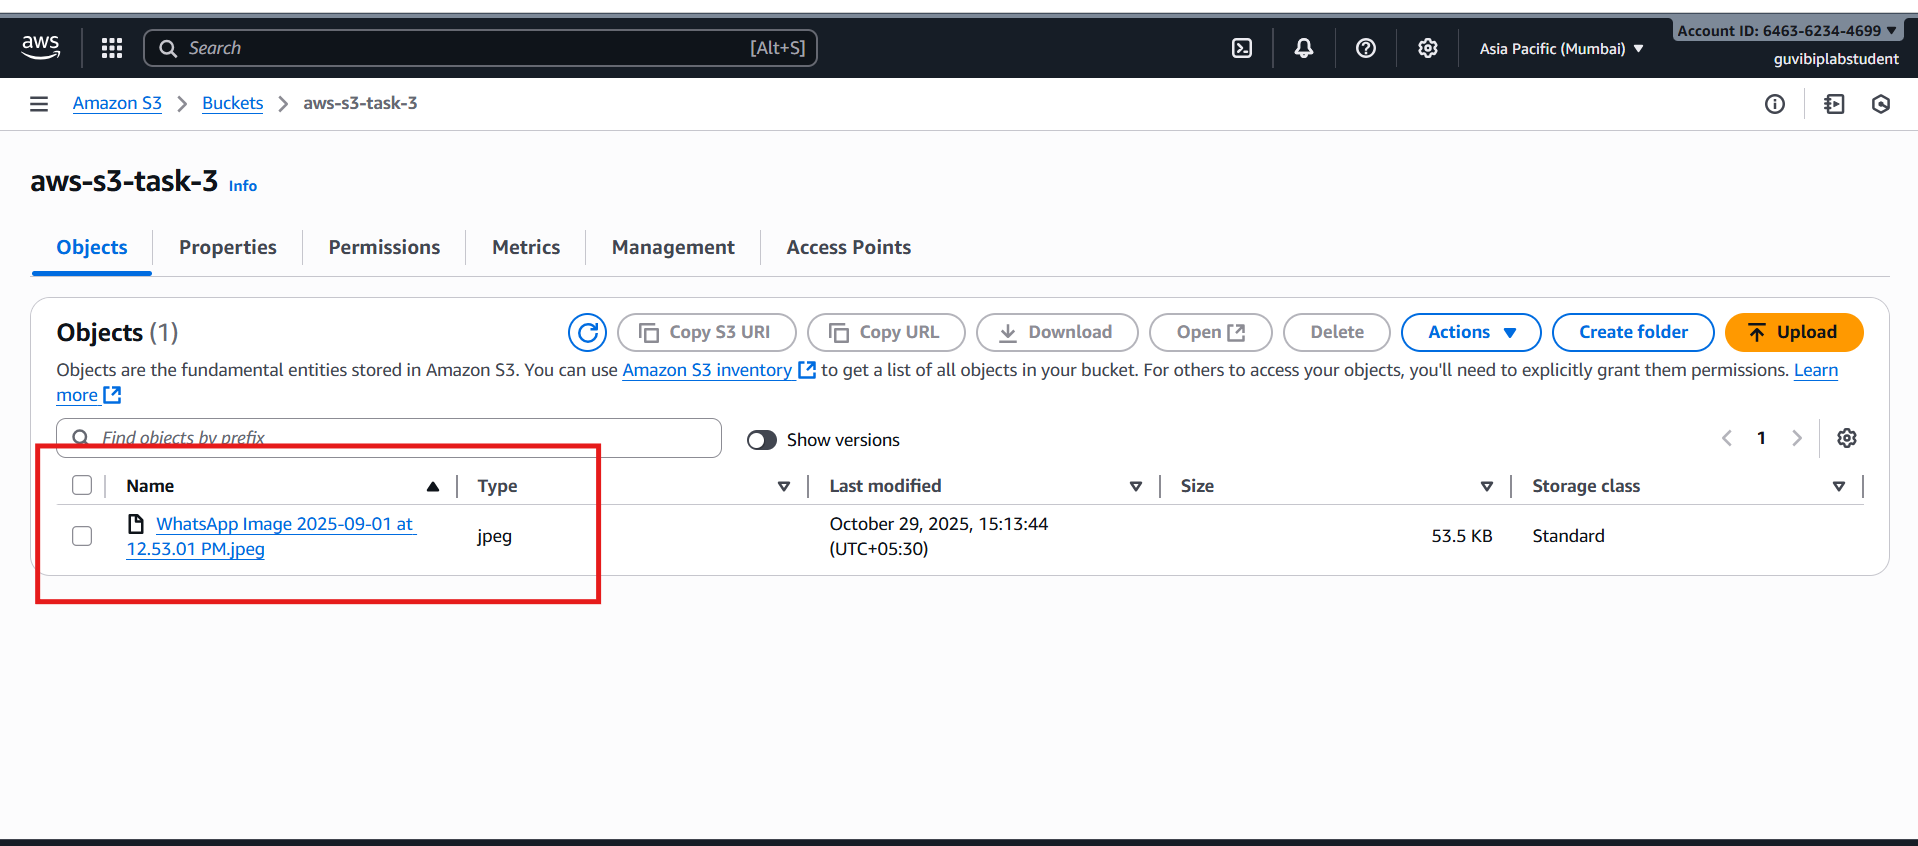 aws
Search [Alt+S]
Asia Pacific (Mumbai)
Account ID: 6463-6234-4699
guvibiplabstudent
Amazon S3 Buckets aws-s3-task-3
aws-s3-task-3 Info
Objects Properties Permissions Metrics Management Access Points
Objects (1)
Copy S3 URI Copy URL Download Open Delete Actions Create folder Upload
Objects are the fundamental entities stored in Amazon S3. You can use Amazon S3 inventory to get a list of all objects in your bucket. For others to access your objects, you'll need to explicitly grant them permissions. Learn
more
Find objects by prefix
Show versions
1
Name Type Last modified Size Storage class
WhatsApp Image 2025-09-01 at
12.53.01 PM.jpeg
jpeg
October 29, 2025, 15:13:44
(UTC+05:30)
53.5 KB
Standard